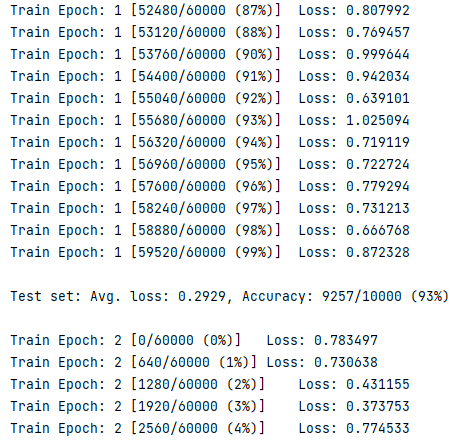 Train Epoch: 1 [52480/60000 (87%)]  Loss: 0.807992
Train Epoch: 1 [53120/60000 (88%)]  Loss: 0.769457
Train Epoch: 1 [53760/60000 (90%)]  Loss: 0.999644
Train Epoch: 1 [54400/60000 (91%)]  Loss: 0.942034
Train Epoch: 1 [55040/60000 (92%)]  Loss: 0.639101
Train Epoch: 1 [55680/60000 (93%)]  Loss: 1.025094
Train Epoch: 1 [56320/60000 (94%)]  Loss: 0.719119
Train Epoch: 1 [56960/60000 (95%)]  Loss: 0.722724
Train Epoch: 1 [57600/60000 (96%)]  Loss: 0.779294
Train Epoch: 1 [58240/60000 (97%)]  Loss: 0.731213
Train Epoch: 1 [58880/60000 (98%)]  Loss: 0.666768
Train Epoch: 1 [59520/60000 (99%)]  Loss: 0.872328
Test set: Avg. loss: 0.2929, Accuracy: 9257/10000 (93%)
Train Epoch: 2 [0/60000 (0%)]   Loss: 0.783497
Train Epoch: 2 [640/60000 (1%)] Loss: 0.730638
Train Epoch: 2 [1280/60000 (2%)]    Loss: 0.431155
Train Epoch: 2 [1920/60000 (3%)]    Loss: 0.373753
Train Epoch: 2 [2560/60000 (4%)]    Loss: 0.774533